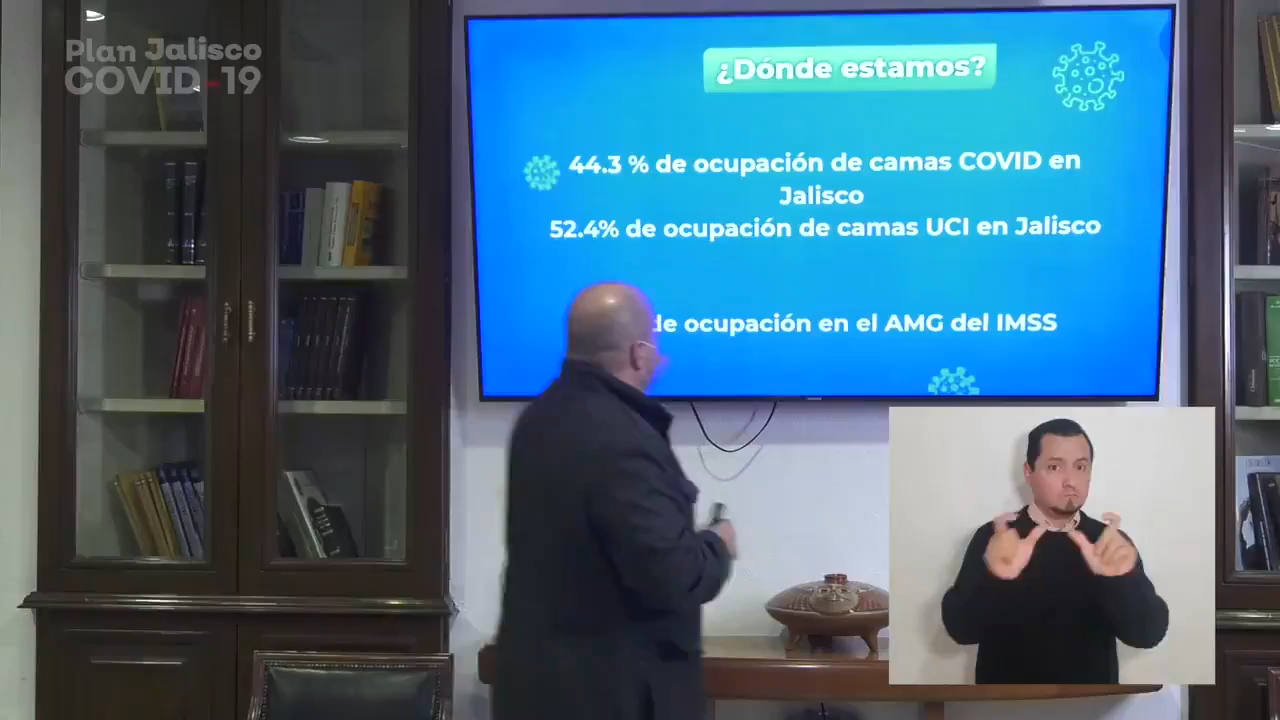 Plan Jalisco
COVID-19
¿Dónde estamos?
44.3 % de ocupación de camas COVID en
Jalisco
52.4% de ocupación de camas UCI en Jalisco
de ocupación en el AMG del IMSS